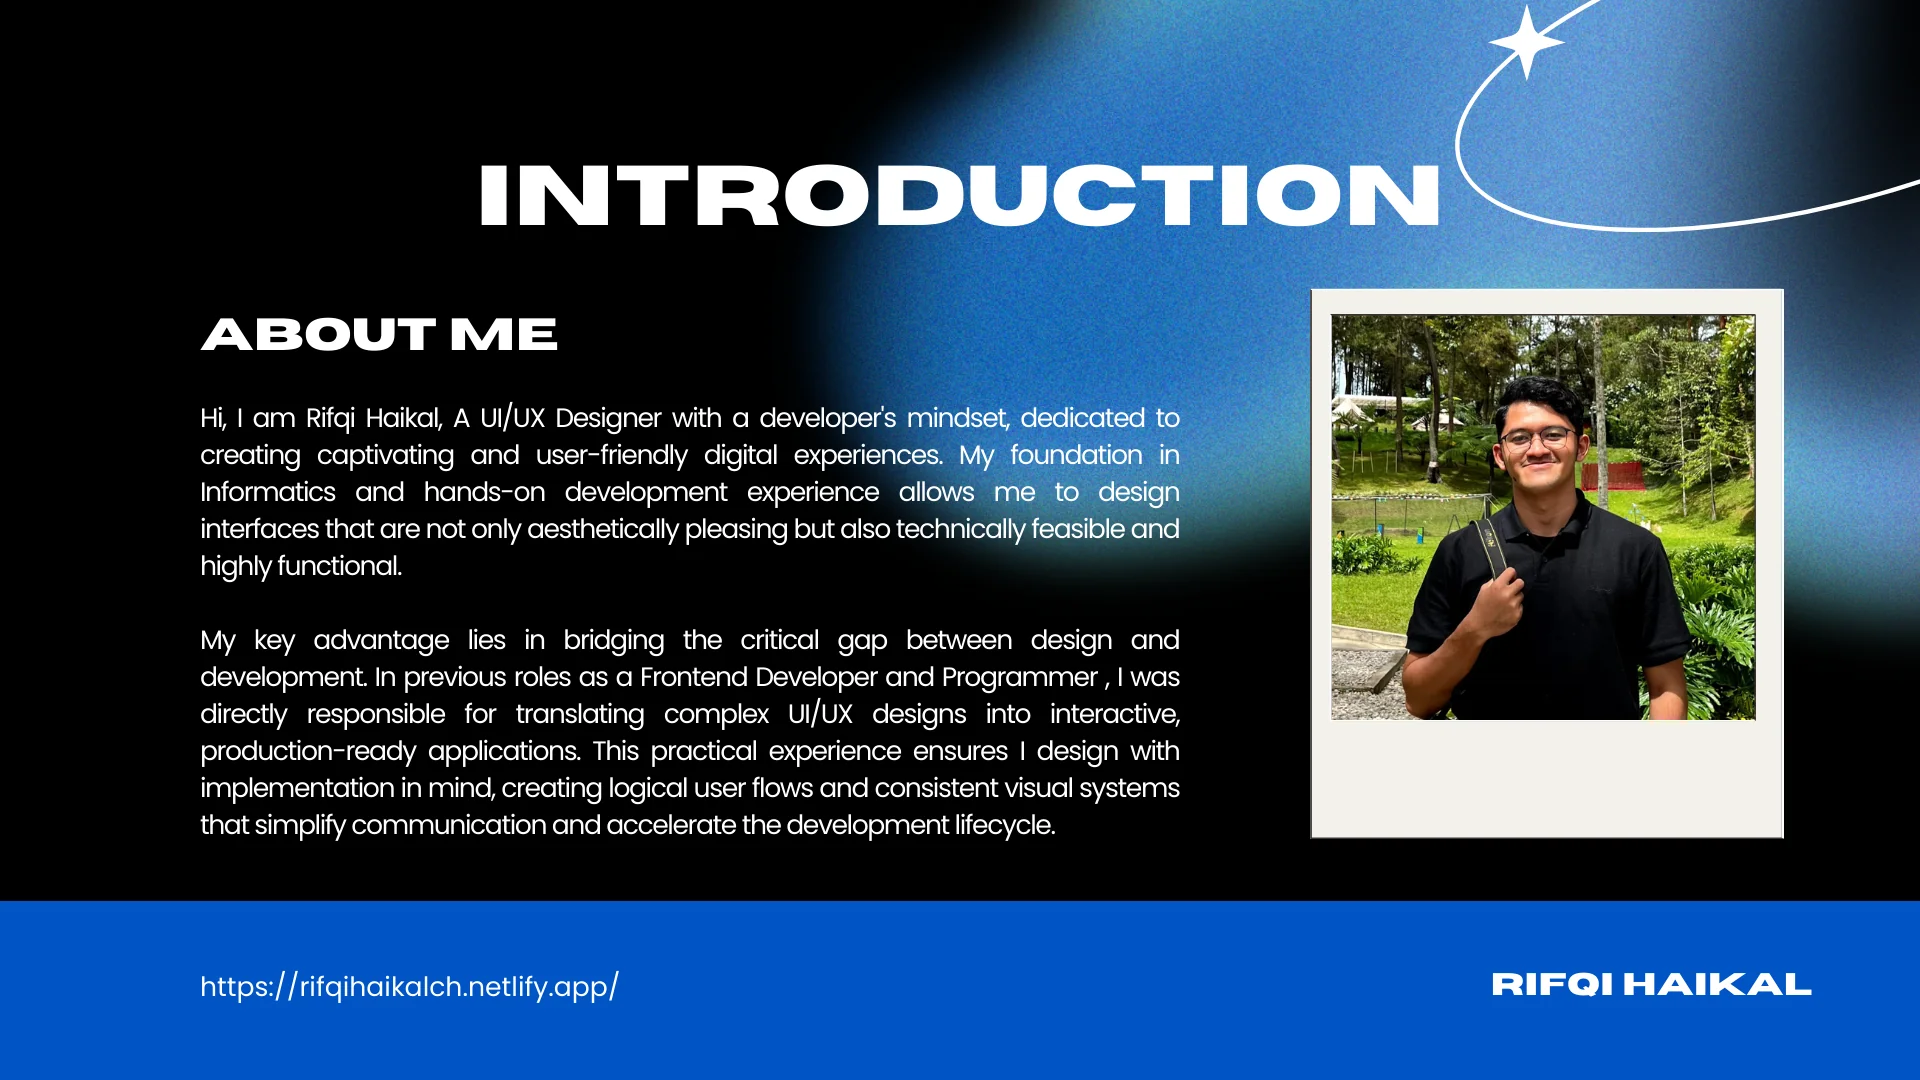 INTRODUCTION
ABOUT ME
Hi, I am Rifqi Haikal, A UI/UX Designer with a developer's mindset, dedicated to
creating captivating and user-friendly digital experiences. My foundation in
Informatics and hands-on development experience allows me to design
interfaces that are not only aesthetically pleasing but also technically feasible and
highly functional.
My key advantage lies in bridging the critical gap between design and
development. In previous roles as a Frontend Developer and Programmer , I was
directly responsible for translating complex UI/UX designs into interactive,
production-ready applications. This practical experience ensures I design with
implementation in mind, creating logical user flows and consistent visual systems
that simplify communication and accelerate the development lifecycle.
https://rifqihaikalch.netlify.app/
RIFQI HAIKAL